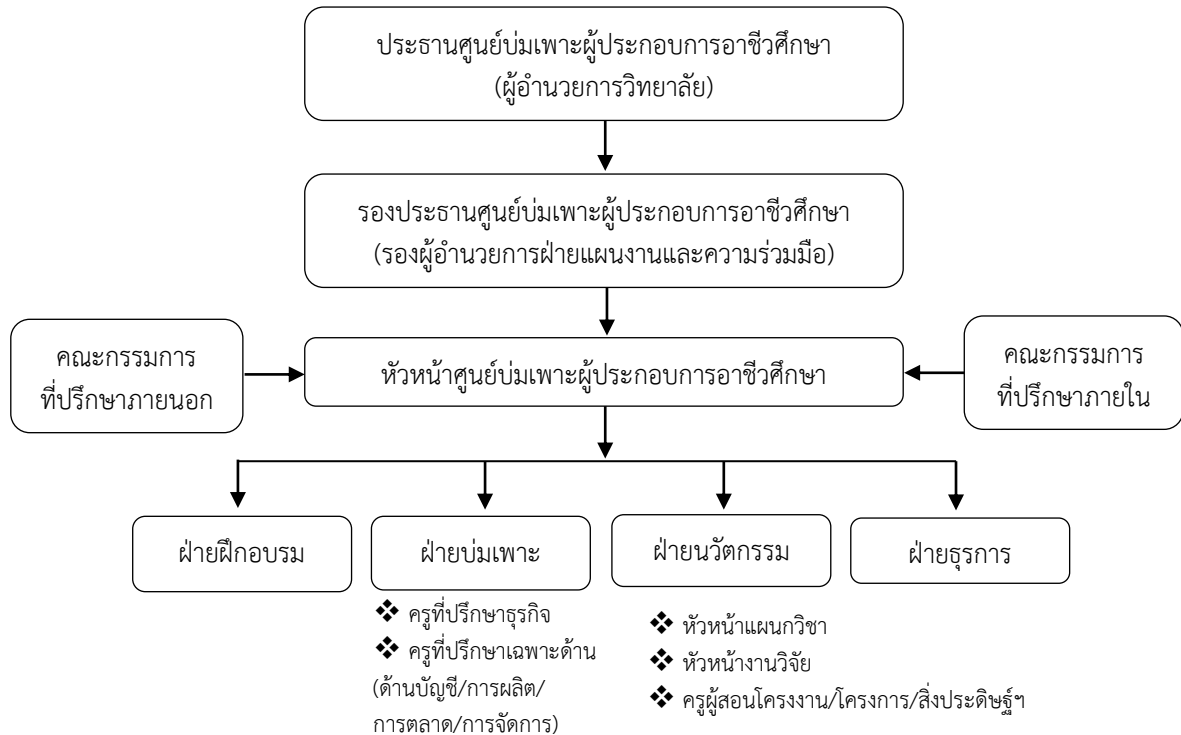 ประธานศูนย์บ่มเพาะผู้ประกอบการอาชีวศึกษา
(ผู้อำนวยการวิทยาลัย)
รองประธานศูนย์บ่มเพาะผู้ประกอบการอาชีวศึกษา
(รองผู้อำนวยการฝ่ายแผนงานและความร่วมมือ)
คณะกรรมการ
ที่ปรึกษาภายนอก
หัวหน้าศูนย์บ่มเพาะผู้ประกอบการอาชีวศึกษา
คณะกรรมการ
ที่ปรึกษาภายใน
ฝ่ายฝึกอบรม
ฝ่ายบ่มเพาะ
ฝ่ายนวัตกรรม
ฝ่ายธุรการ
❖ ครูที่ปรึกษาธุรกิจ
❖ ครูที่ปรึกษาเฉพาะด้าน
(ด้านบัญชี/การผลิต/
การตลาด/การจัดการ)
❖ หัวหน้าแผนกวิชา
❖ หัวหน้างานวิจัย
❖ ครูผู้สอนโครงงาน/โครงการ/สิ่งประดิษฐ์ฯ